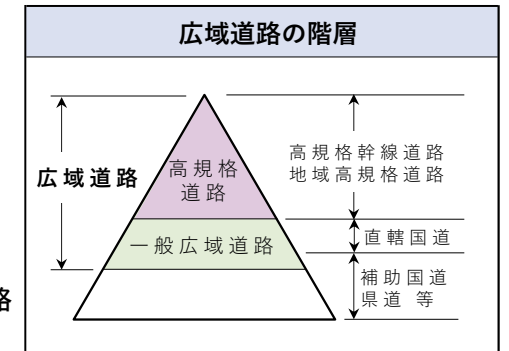 広域道路の階層
広域道路
高規格
道路
一般広域道路
高規格幹線道路
地域高規格道路
直轄国道
補助国道
県道 等
路